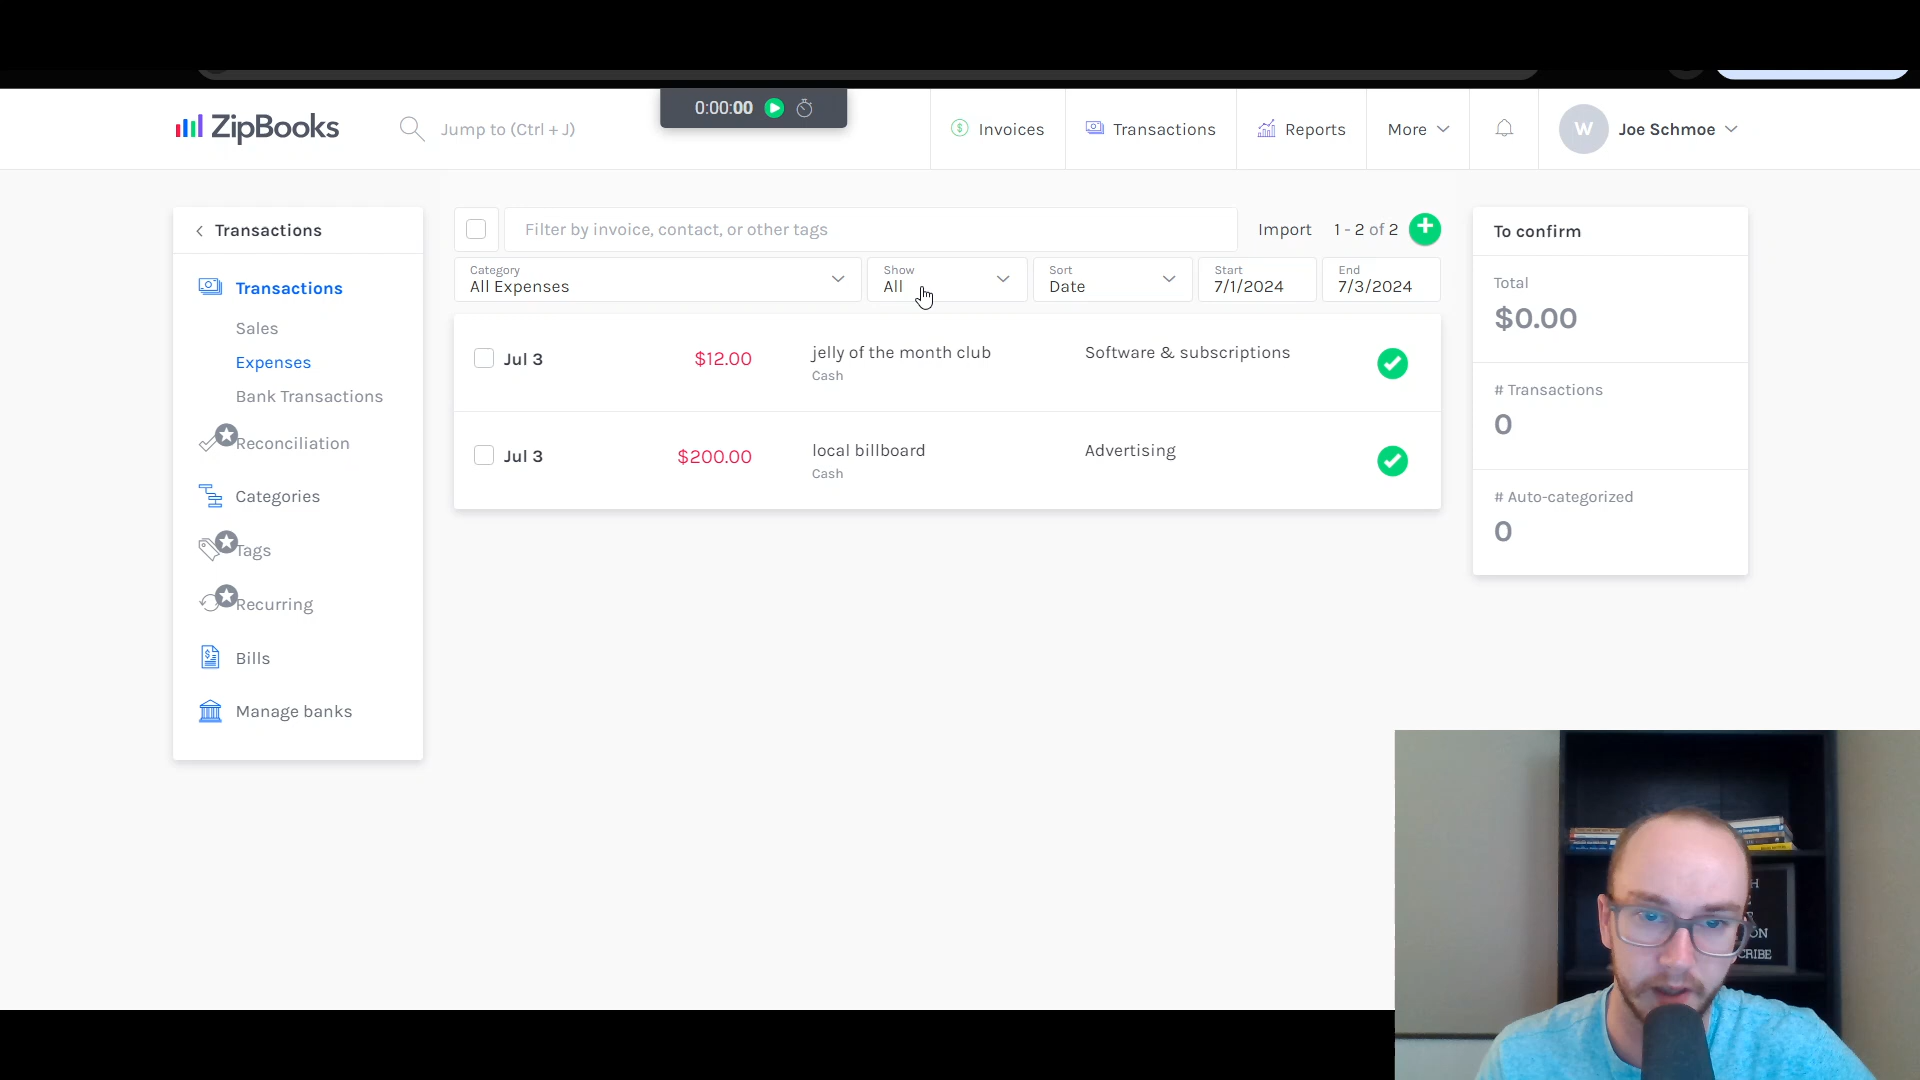 ZipBooks
Jump to (Ctrl + J)
0:00:00
Invoices
Transactions
Reports
More
W
Joe Schmoe
Transactions
Transactions
Sales
Expenses
Bank Transactions
Reconciliation
Categories
Tags
Recurring
Bills
Manage banks
Filter by invoice, contact, or other tags
Import
1 - 2 of 2
Category
All Expenses
Show
All
Sort
Date
Start
7/1/2024
End
7/3/2024
Jul 3
$12.00
jelly of the month club
Cash
Software & subscriptions
Jul 3
$200.00
local billboard
Cash
Advertising
To confirm
Total
$0.00
# Transactions
0
# Auto-categorized
0